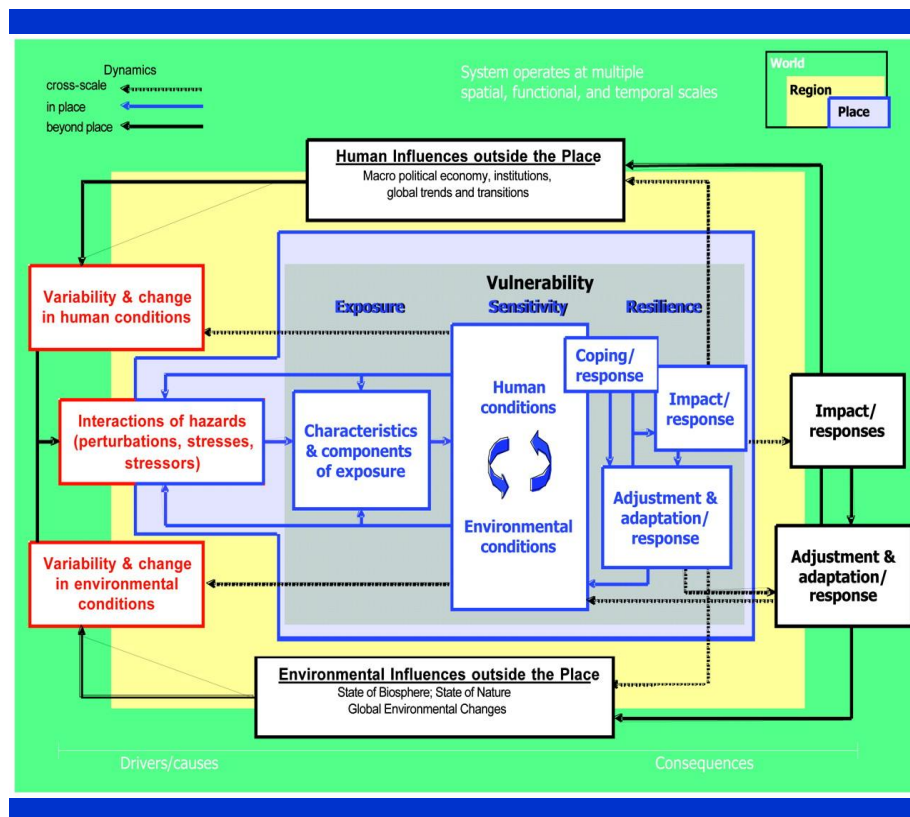 Dynamics
cross-scale
in place
beyond place
System operates at multiple
spatial, functional, and temporal scales
World
Region
Place
Human Influences outside the Place
Macro political economy, institutions,
global trends and transitions
Variability & change
in human conditions
Vulnerability
Exposure
Sensitivity
Resilience
Coping/
response
Human
conditions
Impact/
response
Impact/
responses
Interactions of hazards
(perturbations, stresses,
stressors)
Characteristics
& components
of exposure
Environmental
conditions
Adjustment &
adaptation/
response
Variability & change
in environmental
conditions
Adjustment &
adaptation/
response
Environmental Influences outside the Place
State of Biosphere; State of Nature
Global Environmental Changes
Drivers/causes
Consequences